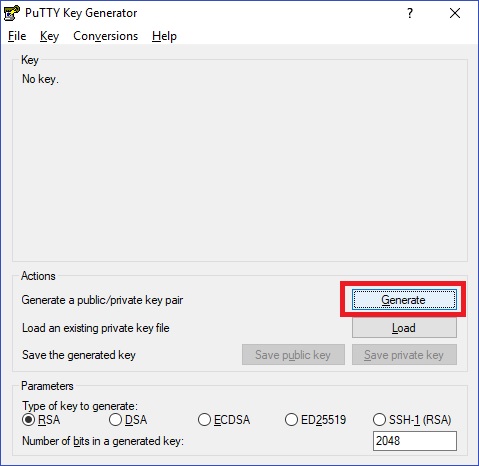 PuTTY Key Generator ?
File Key Conversions Help
Key
No key.
Actions
Generate a public/private key pair Generate
Load an existing private key file Load
Save the generated key Save public key Save private key
Parameters
Type of key to generate:
RSA DSA ECDSA ED25519 SSH-1 (RSA)
Number of bits in a generated key: 2048